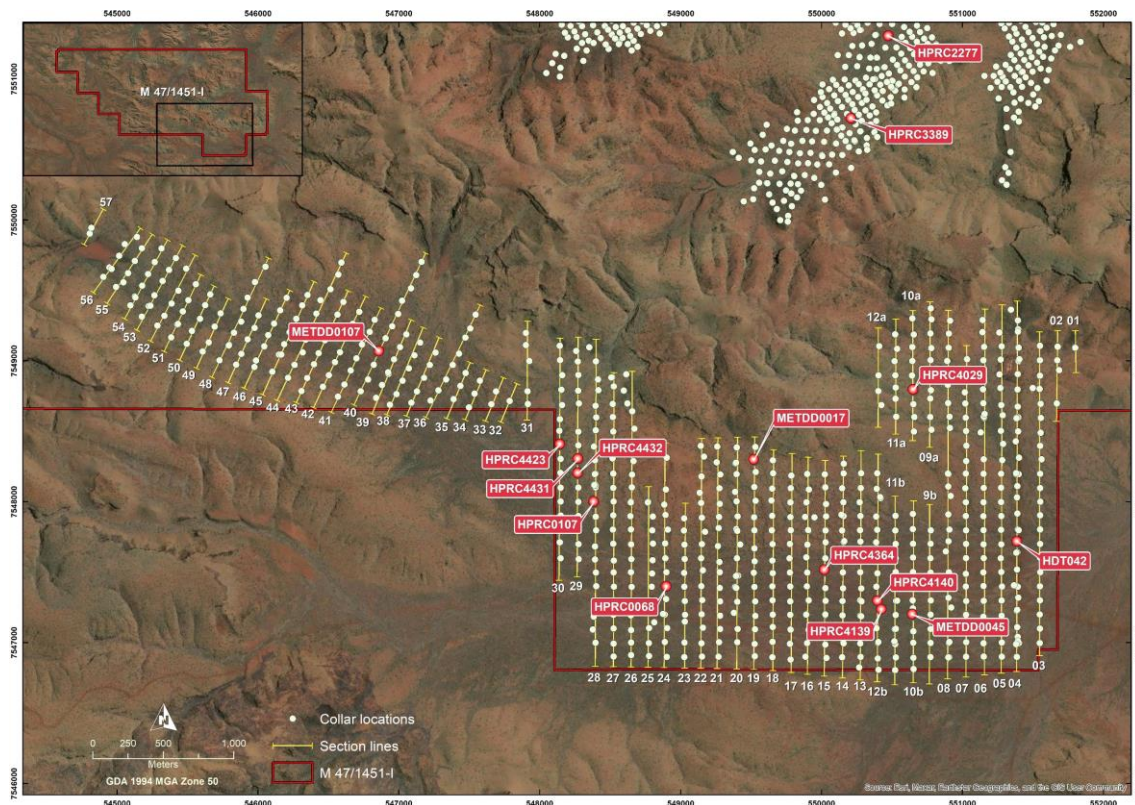 545000 546000 547000 548000 549000 550000 551000 552000
7551000
7550000
7549000
7548000
7547000
7546000
M 47/1451-I
HPRC2277
HPRC3389
57
56
55
54
53
52
51
50
49
48
47
46
45
44
43
42
41
40
39
38
37
36
35
34
33
32
31
METDD0107
10a
12a
02 01
HPRC4029
METDD0017
11a
09a
HPRC4423
HPRC4432
HPRC4431
HPRC0107
11b
9b
HDT042
HPRC4364
HPRC4140
30 29
HPRC0068
HPRC4139
METDD0045
03
28 27 26 25 24 23 22 21 20 19 18 17 16 15 14 13 12b 10b 08 07 06 05 04
N
0 250 500 1,000
Meters
GDA 1994 MGA Zone 50
Collar locations
Section lines
M 47/1451-I
Source: Esri, Maxar, Earthstar Geographics, and the GIS User Community